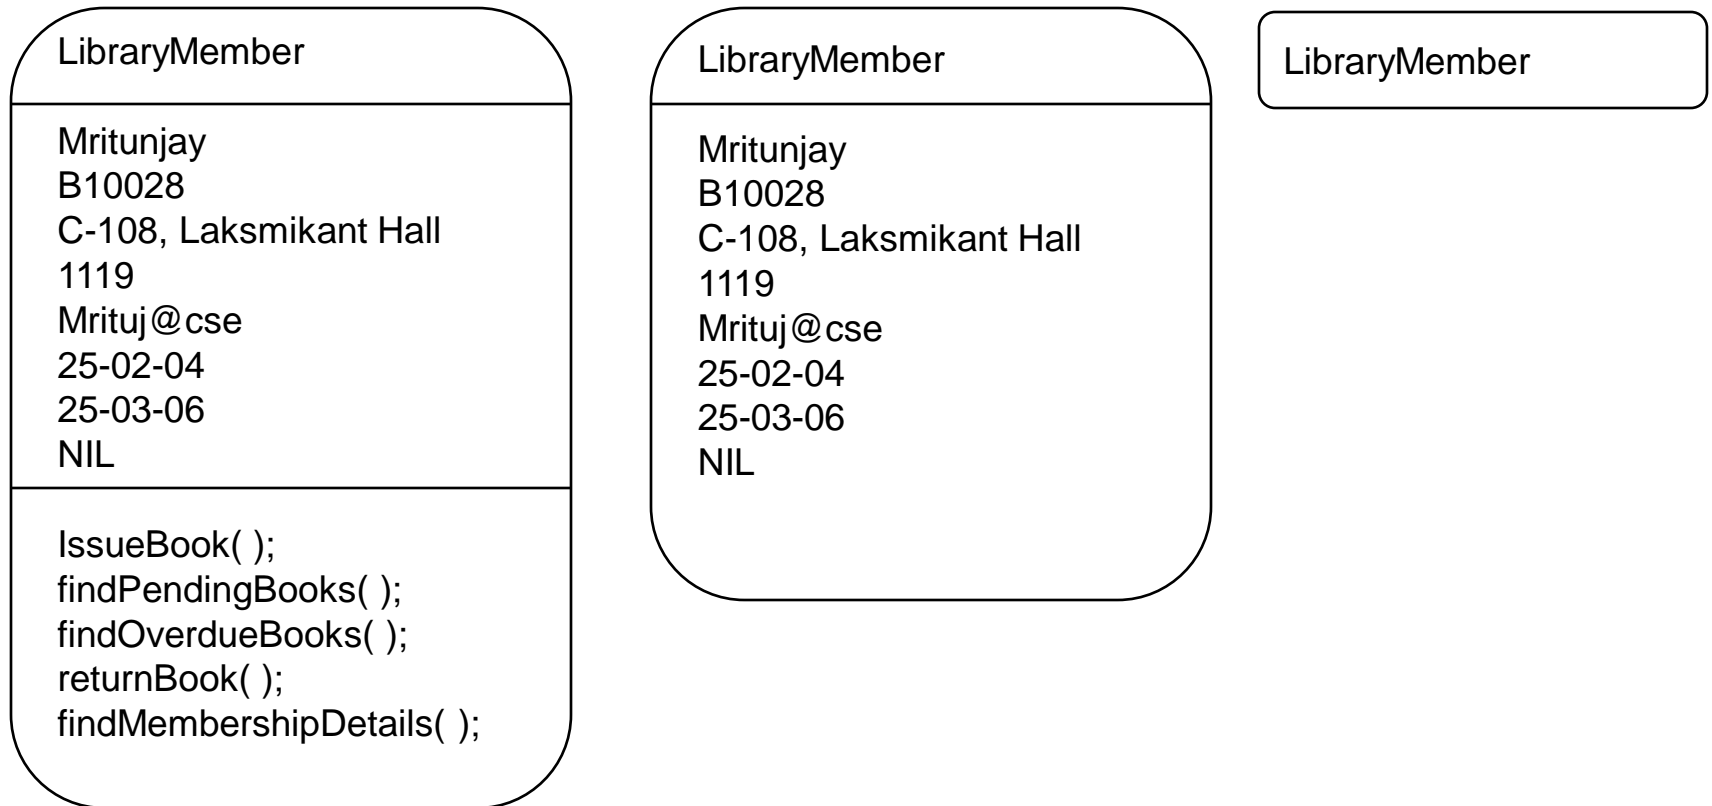 LibraryMember
Mritunjay
B10028
C-108, Laksmikant Hall
1119
Mrituj@cse
25-02-04
25-03-06
NIL
IssueBook( );
findPendingBooks( );
findOverdueBooks( );
returnBook( );
findMembershipDetails( );
LibraryMember
Mritunjay
B10028
C-108, Laksmikant Hall
1119
Mrituj@cse
25-02-04
25-03-06
NIL
LibraryMember